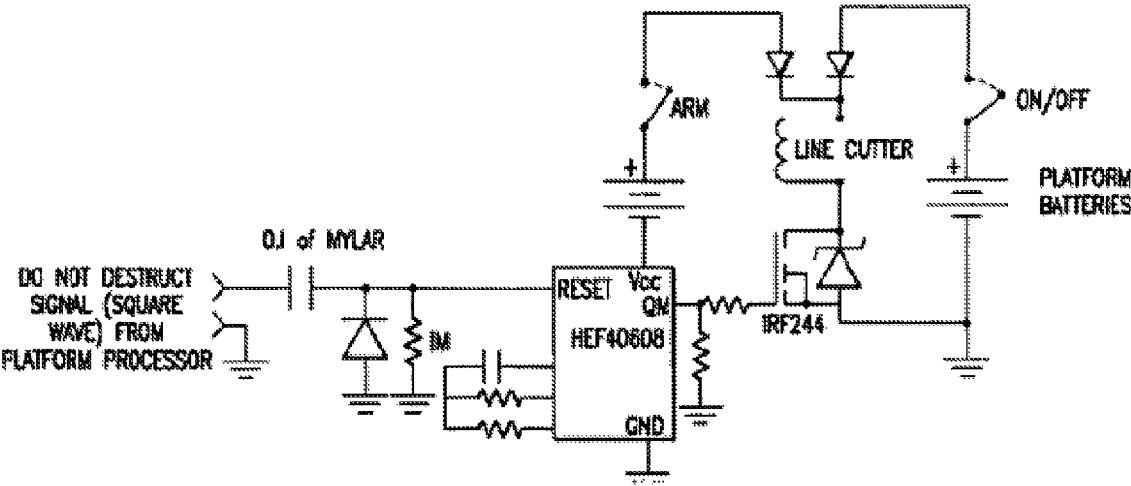 ARM
ON/OFF
LINE CUTTER
+
+
PLATFORM
BATTERIES
0.1 of MYLAR
DO NOT DESTRUCT
SIGNAL (SQUARE
WAVE) FROM
PLATFORM PROCESSOR
RESET
Vcc
QM
HEF40608
GND
1M
IRF244